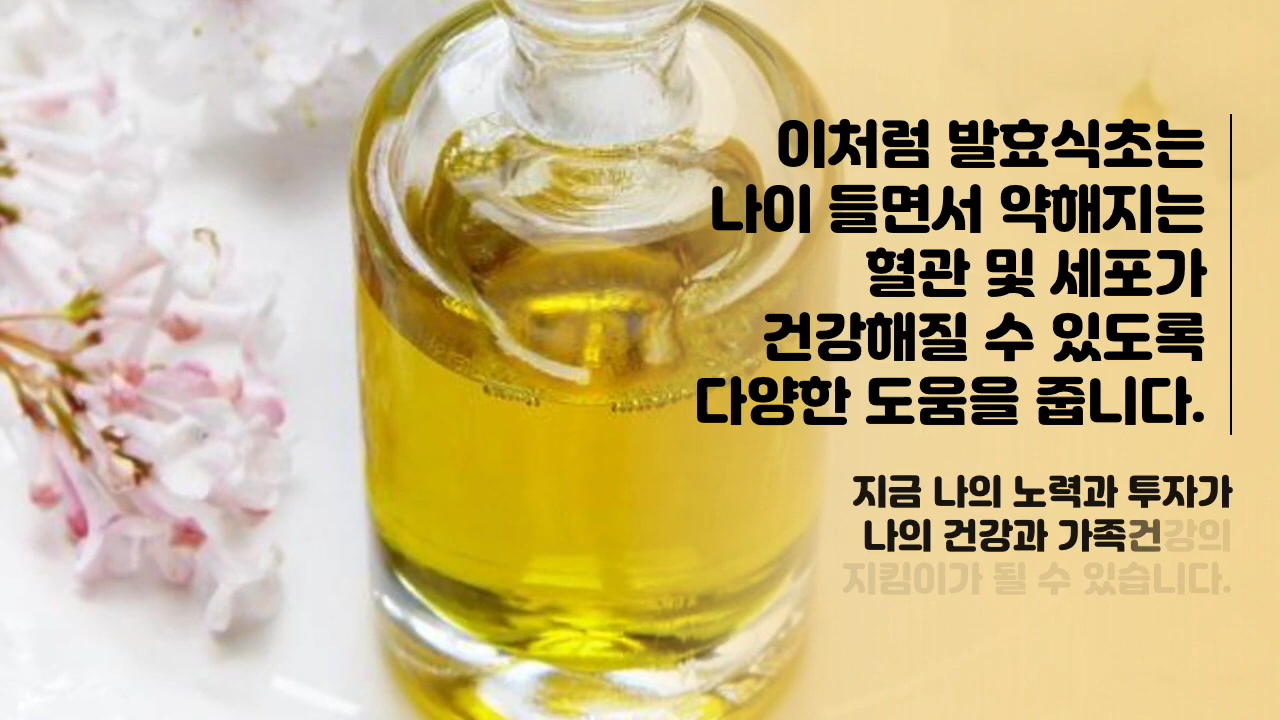 이처럼 발효식초는
나이 들면서 약해지는
혈관 및 세포가
건강해질 수 있도록
다양한 도움을 줍니다.
지금 나의 노력과 투자가
나의 건강과 가족건강의
지킴이가 될 수 있습니다.